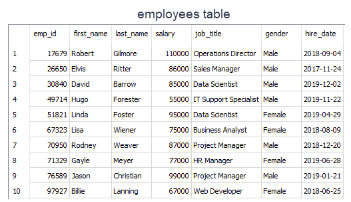 employees table
emp_id first_name last_name salary job_title gender hire_date
1 17679 Robert Gilmore 110000 Operations Director Male 2018-09-04
2 26650 Elvis Ritter 86000 Sales Manager Male 2017-11-24
3 30840 David Barrow 85000 Data Scientist Male 2019-12-02
4 49714 Hugo Forester 55000 IT Support Specialist Male 2019-11-22
5 51821 Linda Foster 95000 Data Scientist Female 2019-04-29
6 67323 Lisa Wiener 75000 Business Analyst Female 2018-08-09
7 70950 Rodney Weaver 87000 Project Manager Male 2018-12-20
8 71329 Gayle Meyer 77000 HR Manager Female 2019-06-28
9 76589 Jason Christian 99000 Project Manager Male 2019-01-21
10 97927 Billie Lanning 67000 Web Developer Female 2018-06-25